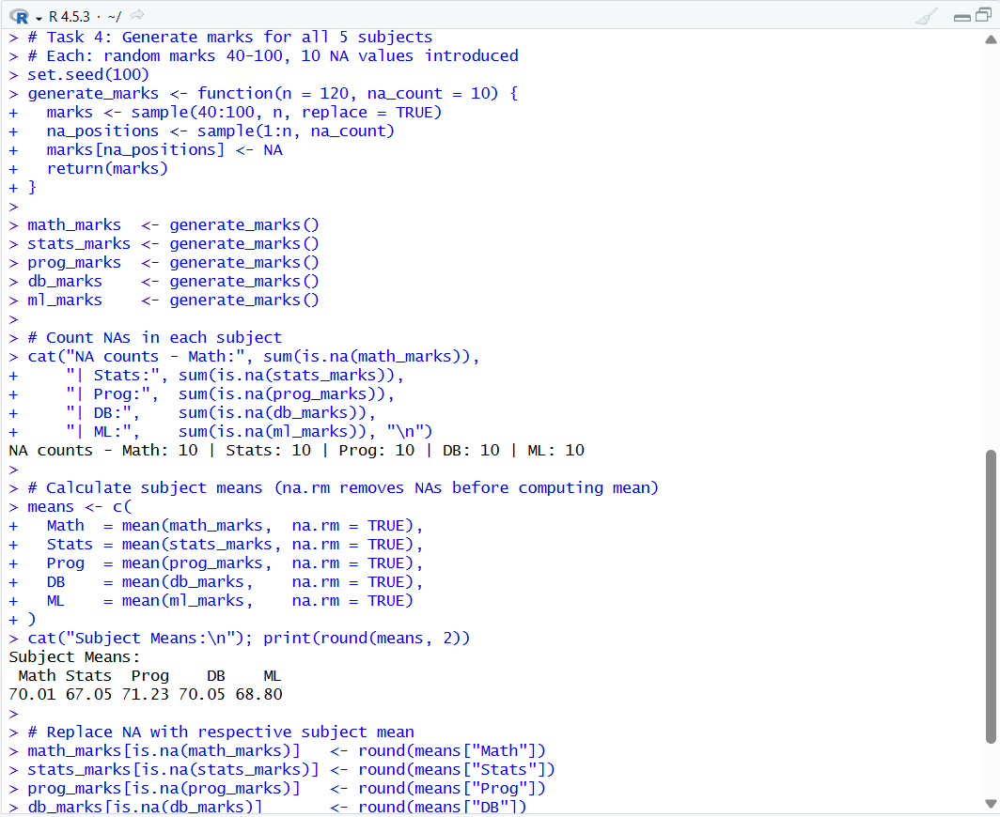 R 4.5.3 · ~/
> # Task 4: Generate marks for all 5 subjects
> # Each: random marks 40-100, 10 NA values introduced
> set.seed(100)
> generate_marks <- function(n = 120, na_count = 10) {
+   marks <- sample(40:100, n, replace = TRUE)
+   na_positions <- sample(1:n, na_count)
+   marks[na_positions] <- NA
+   return(marks)
+ }
>
> math_marks  <- generate_marks()
> stats_marks <- generate_marks()
> prog_marks  <- generate_marks()
> db_marks    <- generate_marks()
> ml_marks    <- generate_marks()
>
> # Count NAs in each subject
> cat("NA counts - Math:", sum(is.na(math_marks)),
+     "| Stats:", sum(is.na(stats_marks)),
+     "| Prog:",  sum(is.na(prog_marks)),
+     "| DB:",    sum(is.na(db_marks)),
+     "| ML:",    sum(is.na(ml_marks)), "\n")
NA counts - Math: 10 | Stats: 10 | Prog: 10 | DB: 10 | ML: 10
>
> # Calculate subject means (na.rm removes NAs before computing mean)
> means <- c(
+   Math  = mean(math_marks,  na.rm = TRUE),
+   Stats = mean(stats_marks, na.rm = TRUE),
+   Prog  = mean(prog_marks,  na.rm = TRUE),
+   DB    = mean(db_marks,    na.rm = TRUE),
+   ML    = mean(ml_marks,    na.rm = TRUE)
+ )
> cat("Subject Means:\n"); print(round(means, 2))
Subject Means:
 Math Stats  Prog    DB    ML
70.01 67.05 71.23 70.05 68.80
>
> # Replace NA with respective subject mean
> math_marks[is.na(math_marks)]   <- round(means["Math"])
> stats_marks[is.na(stats_marks)] <- round(means["Stats"])
> prog_marks[is.na(prog_marks)]   <- round(means["Prog"])
> db_marks[is.na(db_marks)]       <- round(means["DB"])